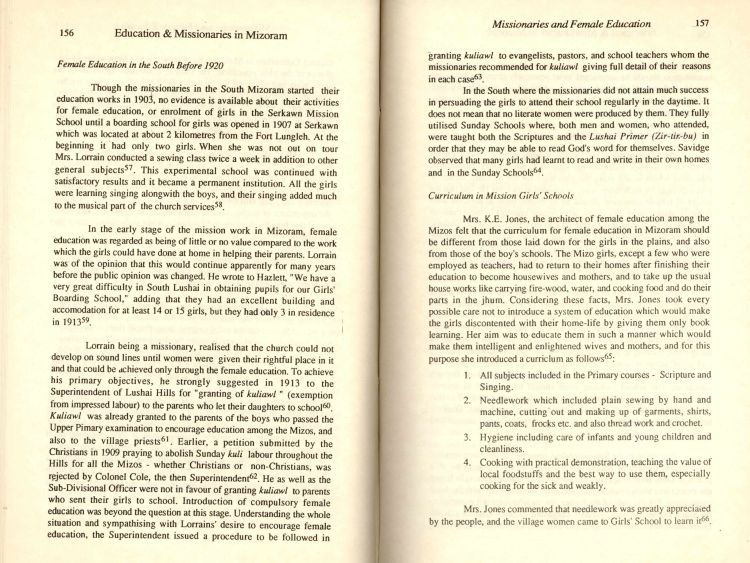 156 Education & Missionaries in Mizoram
Female Education in the South Before 1920
Though the missionaries in the South Mizoram started their
education works in 1903, no evidence is available about their activities
for female education, or enrolment of girls in the Serkawn Mission
School until a boarding school for girls was opened in 1907 at Serkawn
which was located at about 2 kilometres from the Fort Lungleh. At the
beginning it had only two girls. When she was not out on tour
Mrs. Lorrain conducted a sewing class twice a week in addition to other
general subjects57. This experimental school was continued with
satisfactory results and it became a permanent institution. All the girls
were learning singing alongwith the boys, and their singing added much
to the musical part of the church services58.
In the early stage of the mission work in Mizoram, female
education was regarded as being of little or no value compared to the work
which the girls could have done at home in helping their parents. Lorrain
was of the opinion that this would continue apparently for many years
before the public opinion was changed. He wrote to Hazlett, "We have a
very great difficulty in South Lushai in obtaining pupils for our Girls'
Boarding School," adding that they had an excellent building and
accomodation for at least 14 or 15 girls, but they had only 3 in residence
in 191359.
Lorrain being a missionary, realised that the church could not
develop on sound lines until women were given their rightful place in it
and that could be achieved only through the female education. To achieve
his primary objectives, he strongly suggested in 1913 to the
Superintendent of Lushai Hills for "granting of kuliawl " (exemption
from impressed labour) to the parents who let their daughters to school60.
Kuliawl was already granted to the parents of the boys who passed the
Upper Pimary examination to encourage education among the Mizos, and
also to the village priests61. Earlier, a petition submitted by the
Christians in 1909 praying to abolish Sunday kuli labour throughout the
Hills for all the Mizos - whether Christians or non-Christians, was
rejected by Colonel Cole, the then Superintendent62. He as well as the
Sub-Divisional Officer were not in favour of granting kuliawl to parents
who sent their girls to school. Introduction of compulsory female
education was beyond the question at this stage. Understanding the whole
situation and sympathising with Lorrains' desire to encourage female
education, the Superintendent issued a procedure to be followed in
Missionaries and Female Education 157
granting kuliawl to evangelists, pastors, and school teachers whom the
missionaries recommended for kuliawl giving full detail of their reasons
in each case63.
In the South where the missionaries did not attain much success
in persuading the girls to attend their school regularly in the daytime. It
does not mean that no literate women were produced by them. They fully
utilised Sunday Schools where, both men and women, who attended,
were taught both the Scriptures and the Lushai Primer (Zir-tir-bu) in
order that they may be able to read God's word for themselves. Savidge
observed that many girls had learnt to read and write in their own homes
and in the Sunday Schools64.
Curriculum in Mission Girls' Schools
Mrs. K.E. Jones, the architect of female education among the
Mizos felt that the curriculum for female education in Mizoram should
be different from those laid down for the girls in the plains, and also
from those of the boy's schools. The Mizo girls, except a few who were
employed as teachers, had to return to their homes after finishing their
education to become housewives and mothers, and to take up the usual
house works like carrying fire-wood, water, and cooking food and do their
parts in the jhum. Considering these facts, Mrs. Jones took every
possible care not to introduce a system of education which would make
the girls discontented with their home-life by giving them only book
learning. Her aim was to educate them in such a manner which would
make them intelligent and enlightened wives and mothers, and for this
purpose she introduced a curriclum as follows65:
1. All subjects included in the Primary courses - Scripture and
Singing.
2. Needlework which included plain sewing by hand and
machine, cutting out and making up of garments, shirts,
pants, coats, frocks etc. and also thread work and crochet.
3. Hygiene including care of infants and young children and
cleanliness.
4. Cooking with practical demonstration, teaching the value of
local foodstuffs and the best way to use them, especially
cooking for the sick and weakly.
Mrs. Jones commented that needlework was greatly appreciated
by the people, and the village women came to Girls' School to learn it66.